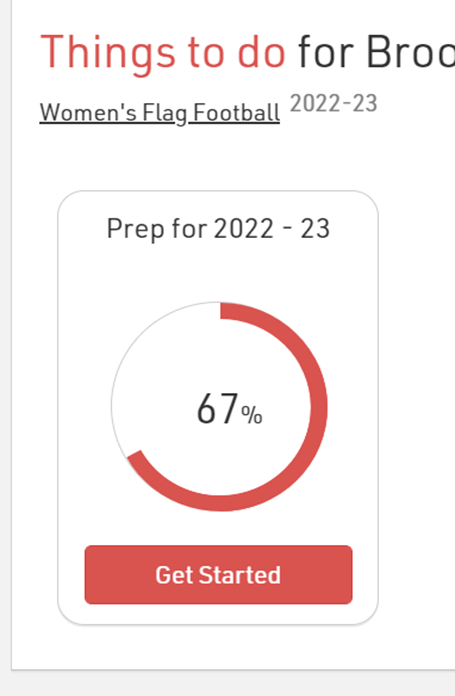 Things to do for Broo
Women's Flag Football 2022-23
Prep for 2022 - 23
67%
Get Started